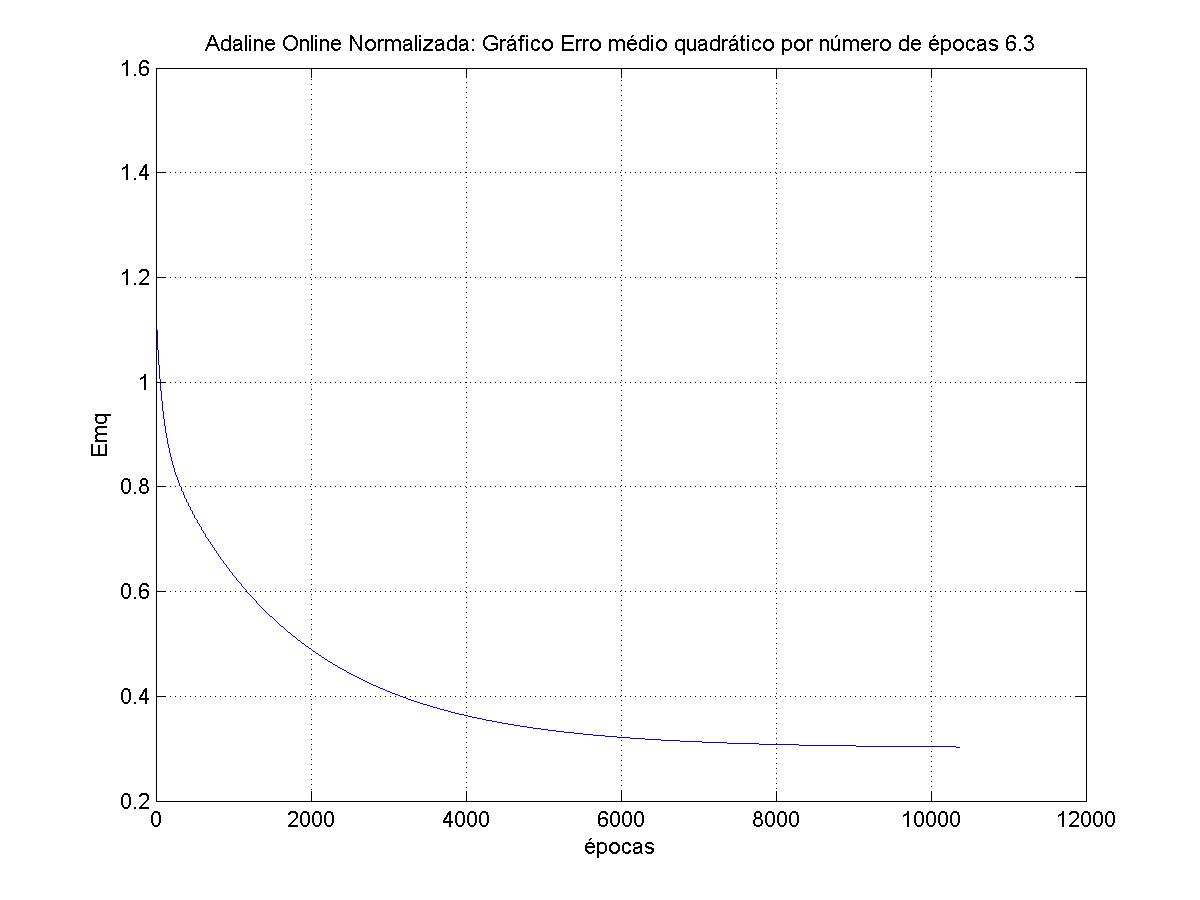 Adaline Online Normalizada: Gráfico Erro médio quadrático por número de épocas 6.3
1.6
1.4
1.2
1
0.8
0.6
0.4
0.2
Emq
0 2000 4000 6000 8000 10000 12000
épocas